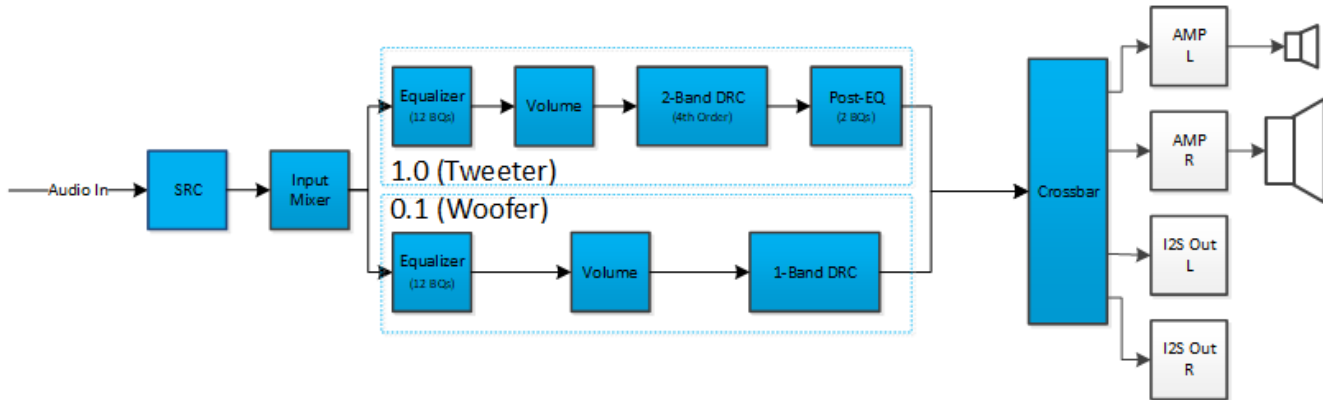 Audio In
SRC
Input
Mixer
Equalizer
(12 BQs)
Volume
2-Band DRC
(4th Order)
Post-EQ
(2 BQs)
1.0 (Tweeter)
0.1 (Woofer)
Equalizer
(12 BQs)
Volume
1-Band DRC
Crossbar
AMP
L
AMP
R
I2S Out
L
I2S Out
R